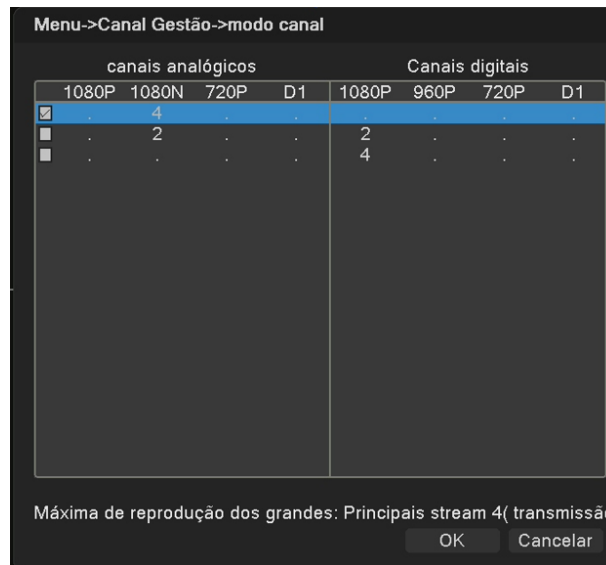 Menu->Canal Gestão->modo canal
canais analógicos Canais digitais
1080P 1080N 720P D1 1080P 960P 720P D1
. 4 . . . . . .
. 2 . . 2 . . .
. . . . 4 . . .
Máxima de reprodução dos grandes: Principais stream 4( transmissã
OK Cancelar